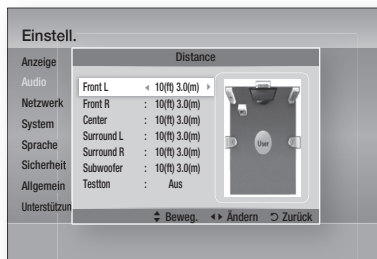 Einstell.
Distance
Anzeige
Audio
Netzwerk
System
Sprache
Sicherheit
Allgemein
Unterstützun
Front L ◂ 10(ft) 3.0(m) ▸
Front R : 10(ft) 3.0(m)
Center : 10(ft) 3.0(m)
Surround L : 10(ft) 3.0(m)
Surround R : 10(ft) 3.0(m)
Subwoofer : 10(ft) 3.0(m)
Testton : Aus
User
Beweg. ◂▸ Ändern Zurück